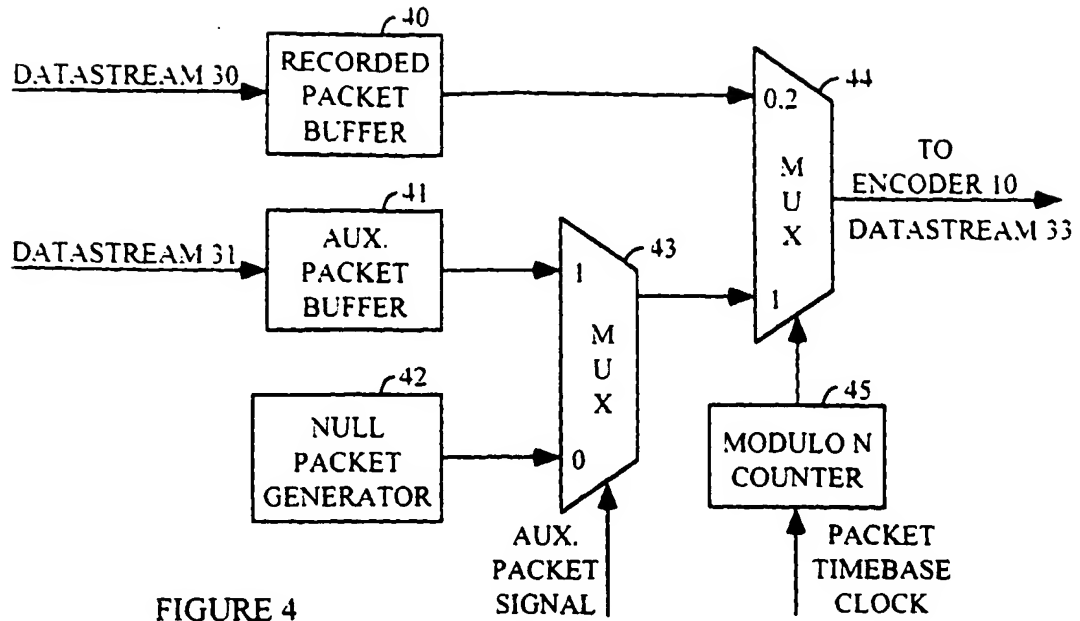 40
DATASTREAM 30
RECORDED
PACKET
BUFFER
0.2
44
MUX
TO
ENCODER 10
DATASTREAM 33
41
DATASTREAM 31
AUX.
PACKET
BUFFER
1
43
MUX
1
42
NULL
PACKET
GENERATOR
0
45
MODULO N
COUNTER
AUX.
PACKET
SIGNAL
PACKET
TIMEBASE
CLOCK
FIGURE 4